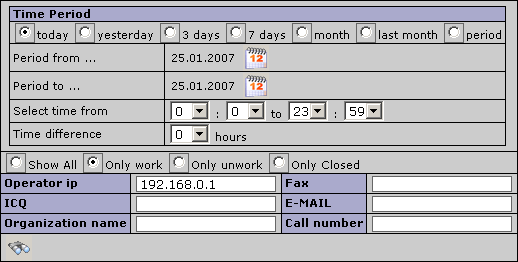 Time Period
today yesterday 3 days 7 days month last month period
Period from ... 25.01.2007 12
Period to ... 25.01.2007 12
Select time from 0 : 0 to 23 : 59
Time difference 0 hours
Show All Only work Only unwork Only Closed
Operator ip 192.168.0.1 Fax
ICQ E-MAIL
Organization name Call number